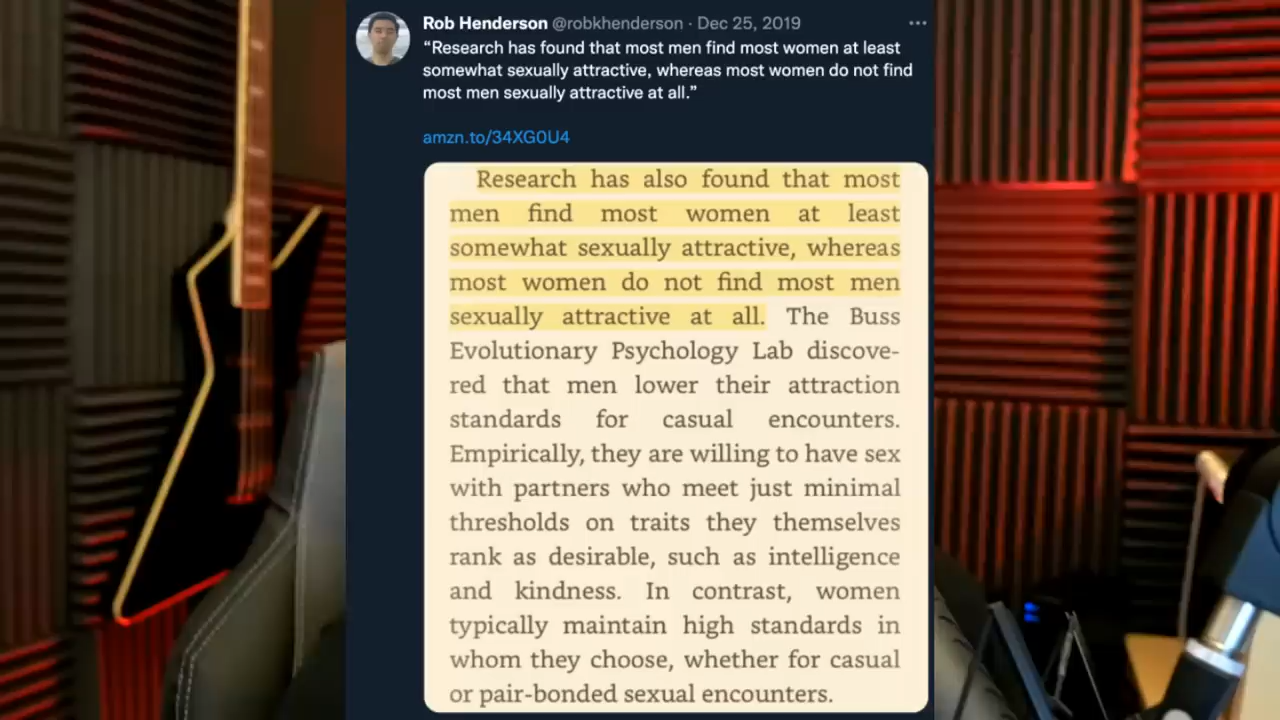 Rob Henderson @robkhenderson · Dec 25, 2019 ···
“Research has found that most men find most women at least
somewhat sexually attractive, whereas most women do not find
most men sexually attractive at all.”
amzn.to/34XG0U4
Research has also found that most
men find most women at least
somewhat sexually attractive, whereas
most women do not find most men
sexually attractive at all. The Buss
Evolutionary Psychology Lab discove-
red that men lower their attraction
standards for casual encounters.
Empirically, they are willing to have sex
with partners who meet just minimal
thresholds on traits they themselves
rank as desirable, such as intelligence
and kindness. In contrast, women
typically maintain high standards in
whom they choose, whether for casual
or pair-bonded sexual encounters.